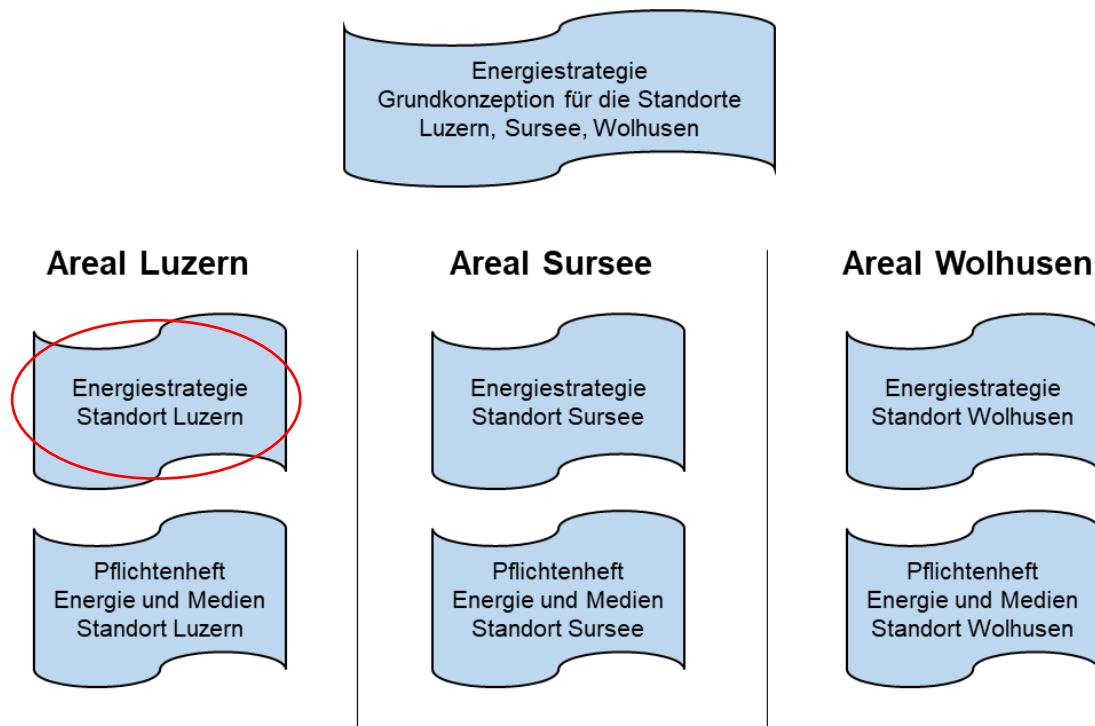 Energiestrategie
Grundkonzeption für die Standorte
Luzern, Sursee, Wolhusen
Areal Luzern
Areal Sursee
Areal Wolhusen
Energiestrategie
Standort Luzern
Energiestrategie
Standort Sursee
Energiestrategie
Standort Wolhusen
Pflichtenheft
Energie und Medien
Standort Luzern
Pflichtenheft
Energie und Medien
Standort Sursee
Pflichtenheft
Energie und Medien
Standort Wolhusen